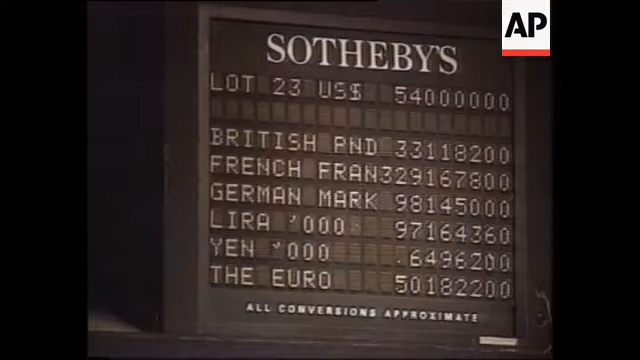 AP
SOTHEBY'S
LOT 23 US$ 54000000
BRITISH PND 33118200
FRENCH FRAN329167800
GERMAN MARK 98145000
LIRA '000 97164360
YEN '000 .6496200
THE EURO 50182200
ALL CONVERSIONS APPROXIMATE